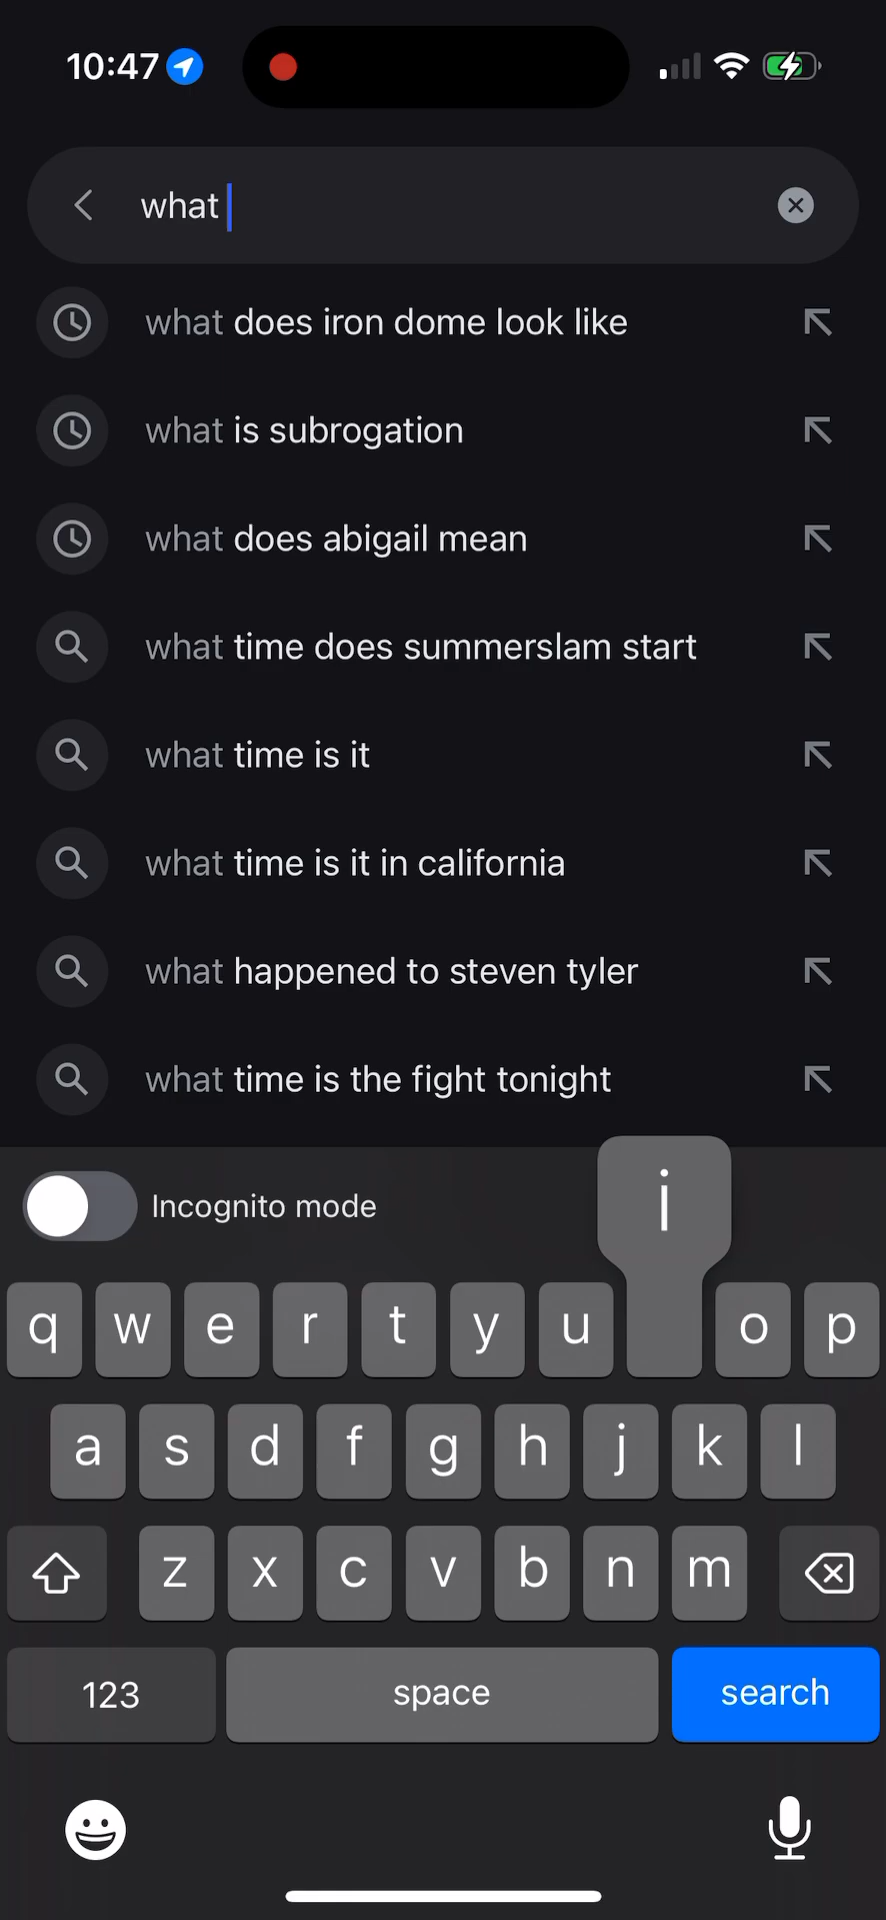 10:47
what
what does iron dome look like
what is subrogation
what does abigail mean
what time does summerslam start
what time is it
what time is it in california
what happened to steven tyler
what time is the fight tonight
Incognito mode
i
q w e r t y u o p
a s d f g h j k l
z x c v b n m
123 space search